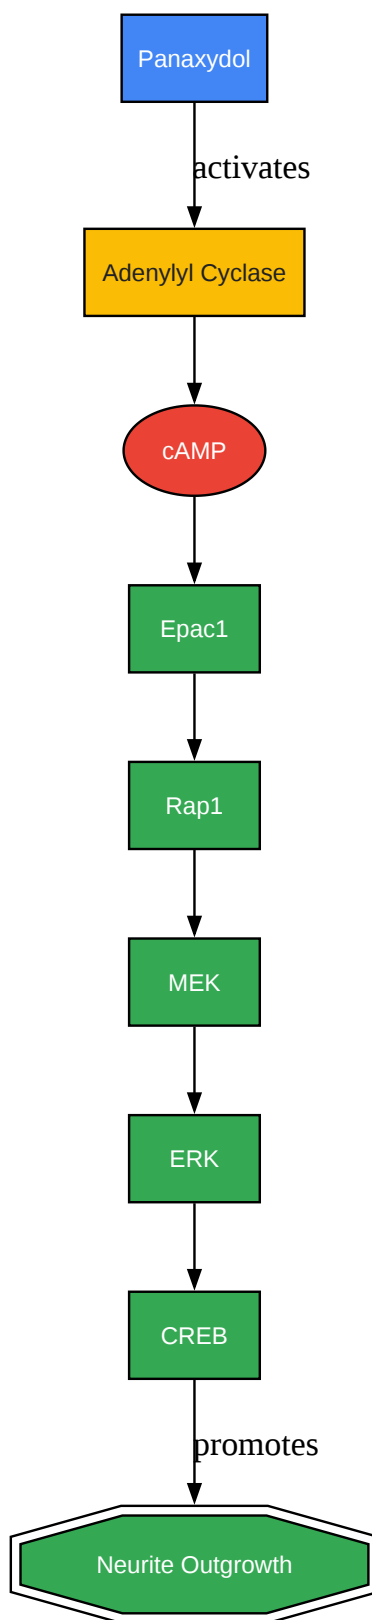 Panaxydol
activates
Adenylyl Cyclase
cAMP
Epac1
Rap1
MEK
ERK
CREB
promotes
Neurite Outgrowth